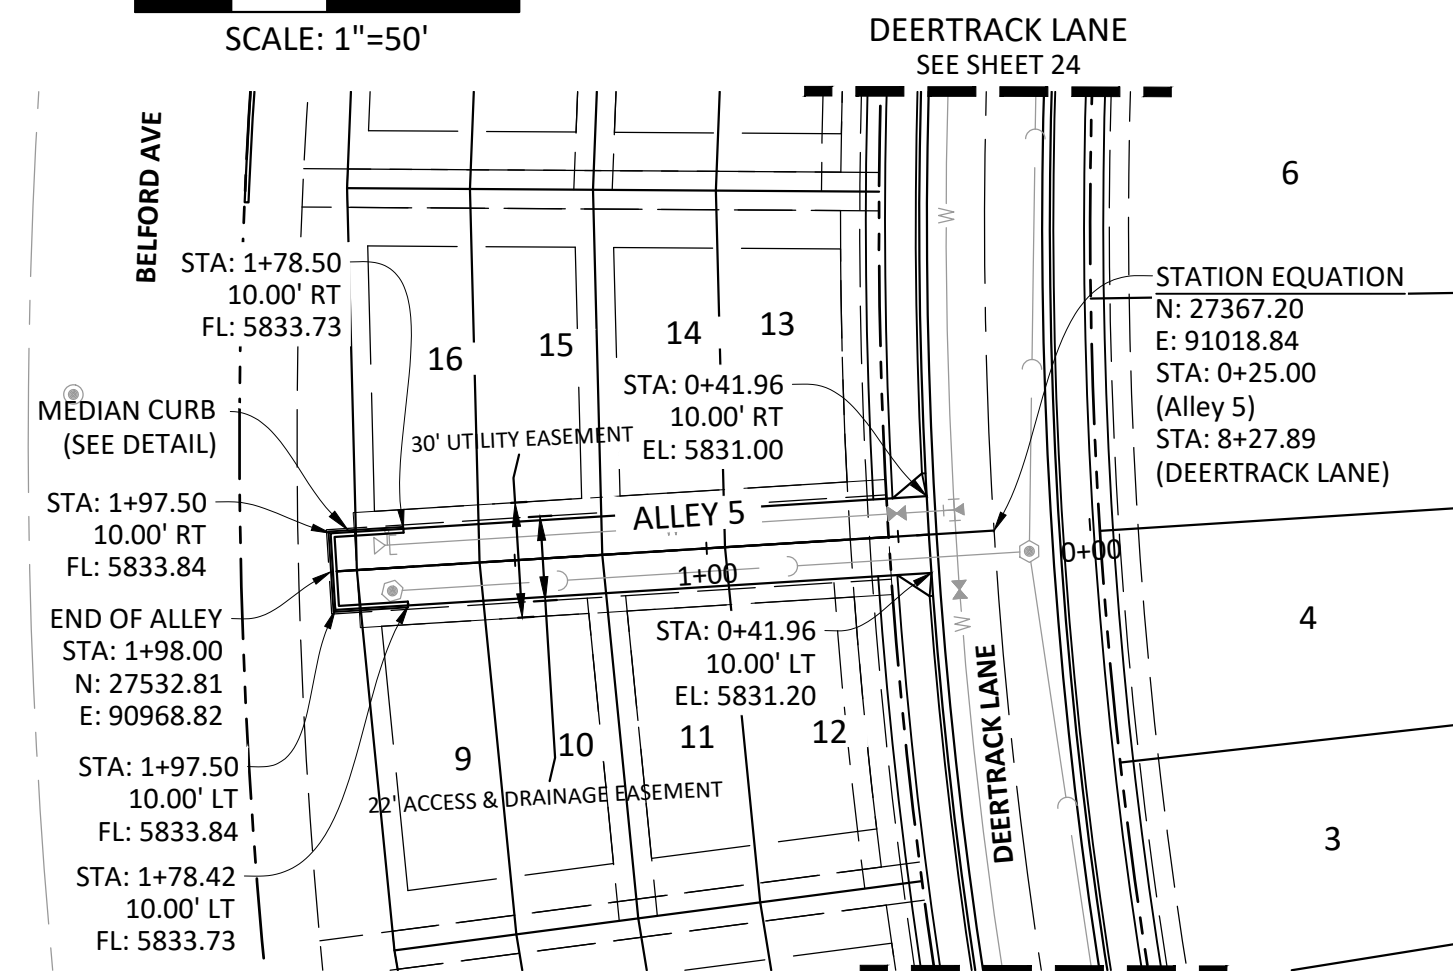 SCALE: 1"=50'
DEERTRACK LANE
SEE SHEET 24
BELFORD AVE
6
STA: 1+78.50
10.00' RT
FL: 5833.73
STATION EQUATION
N: 27367.20
E: 91018.84
STA: 0+25.00
(Alley 5)
STA: 8+27.89
(DEERTRACK LANE)
16
15
14
13
STA: 0+41.96
10.00' RT
EL: 5831.00
MEDIAN CURB
(SEE DETAIL)
30' UTILITY EASEMENT
STA: 1+97.50
10.00' RT
FL: 5833.84
ALLEY 5
0+00
1+00
END OF ALLEY
STA: 1+98.00
N: 27532.81
E: 90968.82
STA: 0+41.96
10.00' LT
EL: 5831.20
4
W
W
W
DEERTRACK LANE
9
10
11
12
STA: 1+97.50
10.00' LT
FL: 5833.84
22' ACCESS & DRAINAGE EASEMENT
3
STA: 1+78.42
10.00' LT
FL: 5833.73